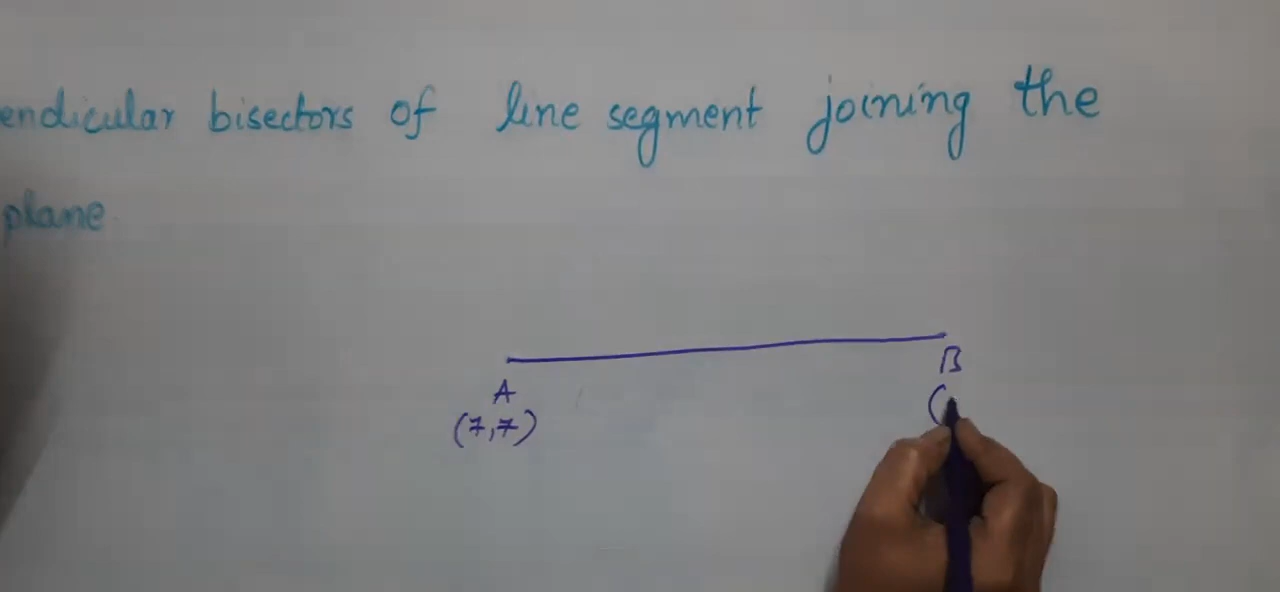 endicular bisectors of line segment joining the
plane
A
B
(7,7)
(